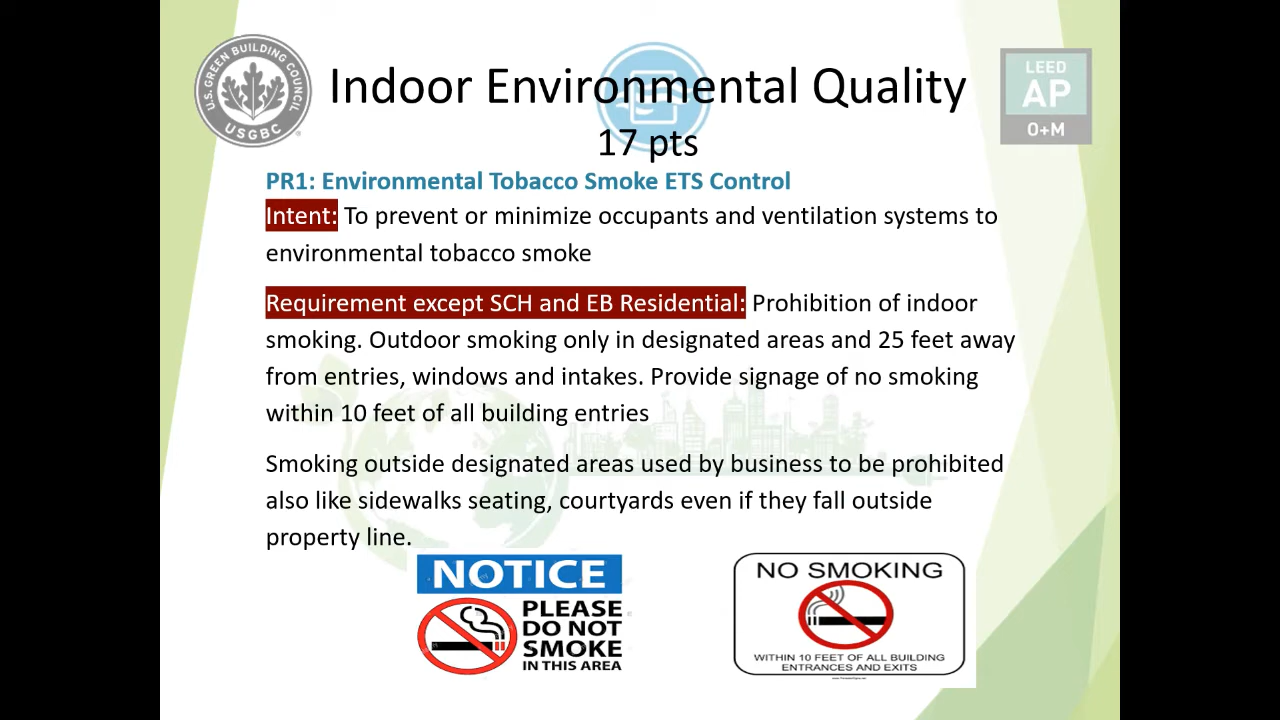 U.S. GREEN BUILDING COUNCIL
USGBC
Indoor Environmental Quality
17 pts
LEED
AP
O+M
PR1: Environmental Tobacco Smoke ETS Control
Intent: To prevent or minimize occupants and ventilation systems to
environmental tobacco smoke
Requirement except SCH and EB Residential: Prohibition of indoor
smoking. Outdoor smoking only in designated areas and 25 feet away
from entries, windows and intakes. Provide signage of no smoking
within 10 feet of all building entries
Smoking outside designated areas used by business to be prohibited
also like sidewalks seating, courtyards even if they fall outside
property line.
NOTICE
PLEASE
DO NOT
SMOKE
IN THIS AREA
NO SMOKING
WITHIN 10 FEET OF ALL BUILDING
ENTRANCES AND EXITS